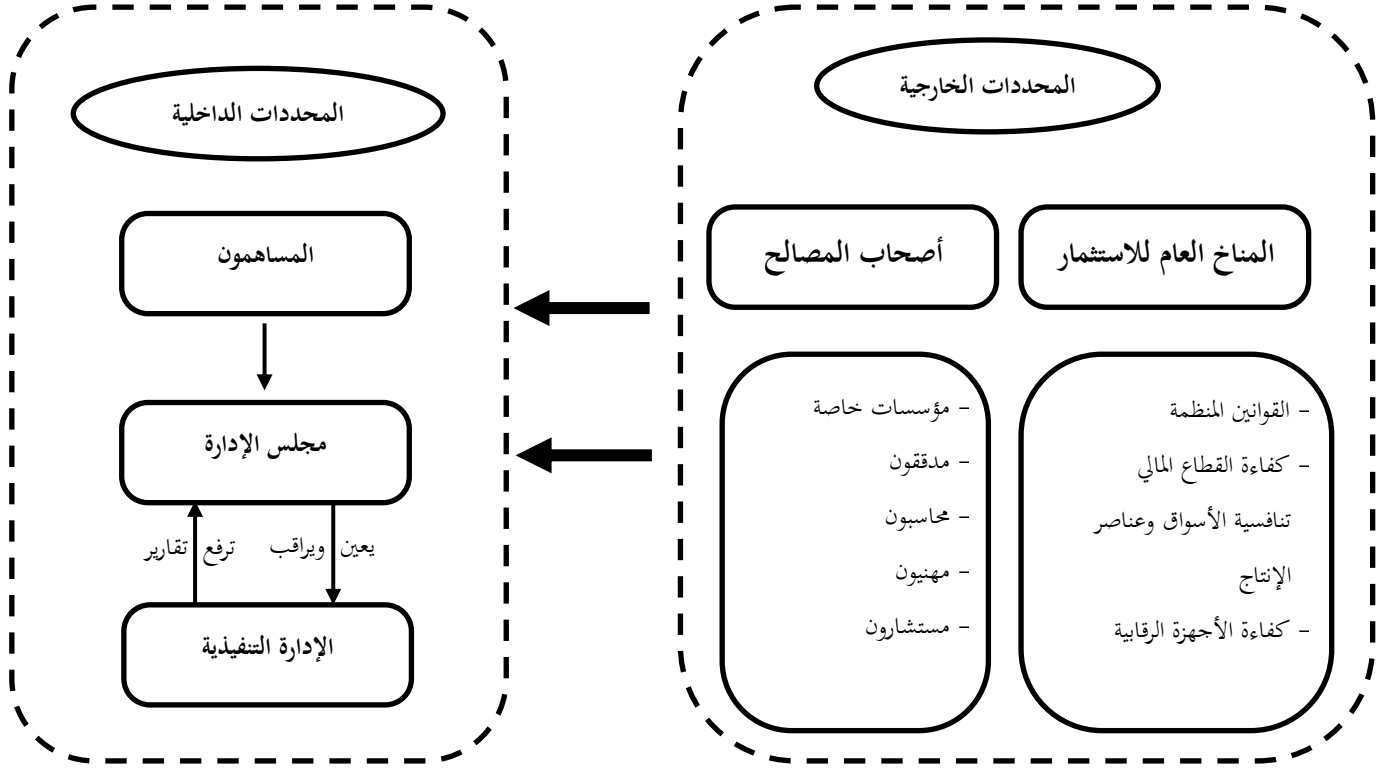 المحددات الخارجية
المناخ العام للاستثمار
- القوانين المنظمة
- كفاءة القطاع المالي
تنافسية الأسواق وعناصر
الإنتاج
- كفاءة الأجهزة الرقابية
أصحاب المصالح
- مؤسسات خاصة
- مدققون
- محاسبون
- مهنيون
- مستشارون
المحددات الداخلية
المساهمون
مجلس الإدارة
يعين ويراقب
ترفع تقارير
الإدارة التنفيذية